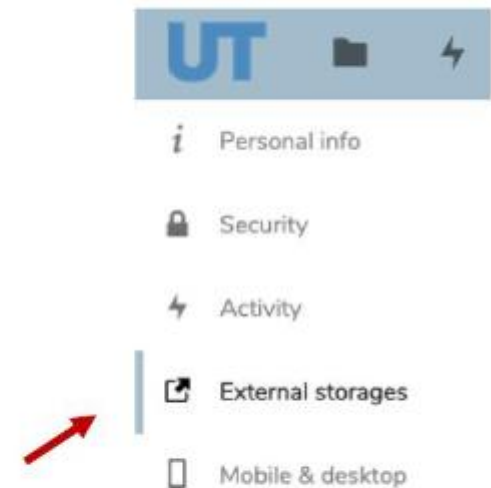 UT
Personal info
Security
Activity
External storages
Mobile & desktop